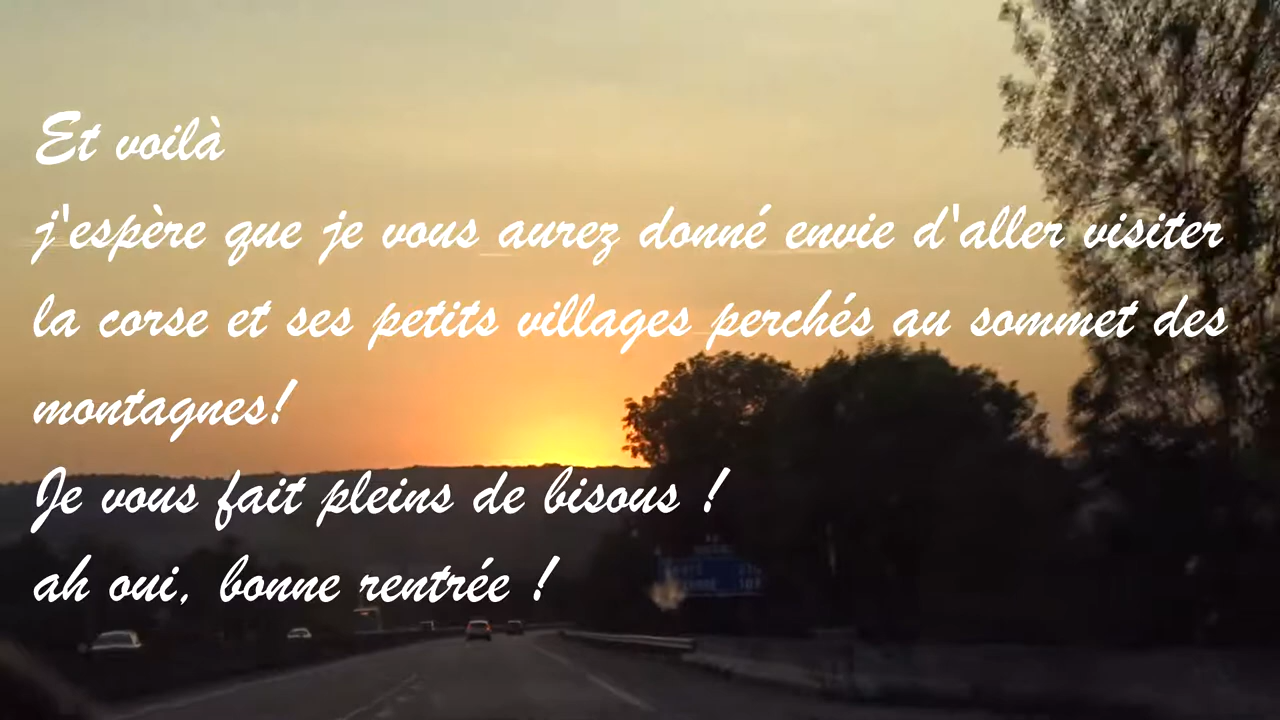 Et voilà
j'espère que je vous aurez donné envie d'aller visiter
la corse et ses petits villages perchés au sommet des
montagnes!
Je vous fait pleins de bisous !
ah oui, bonne rentrée !